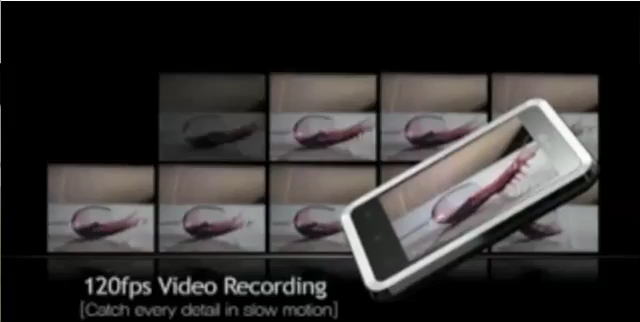 120fps Video Recording
[Catch every detail in slow motion]